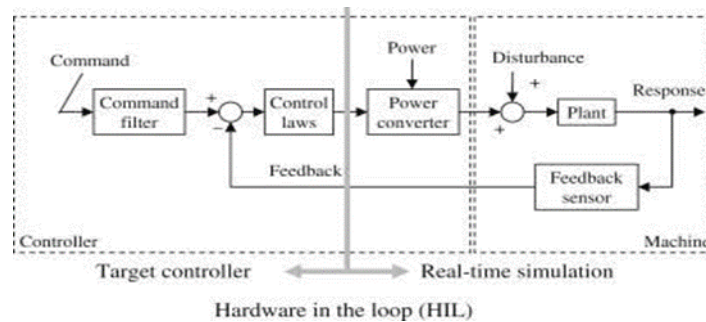 Power
Command
Disturbance
+
Response
Command
filter
+
−
Control
laws
Power
converter
+
Plant
Feedback
Feedback
sensor
Controller
Machine
Target controller
Real-time simulation
Hardware in the loop (HIL)